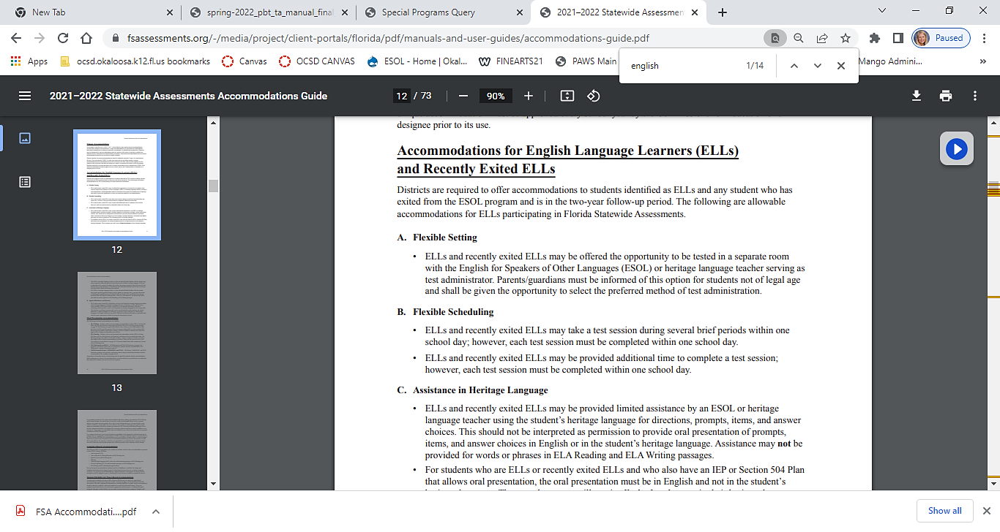 New Tab
spring-2022_pbt_ta_manual_final
Special Programs Query
2021–2022 Statewide Assessmen
fsassessments.org/-/media/project/client-portals/florida/pdf/manuals-and-user-guides/accommodations-guide.pdf
Paused
Apps
ocsd.okaloosa.k12.fl.us bookmarks
Canvas
OCSD CANVAS
ESOL - Home | Okal...
FINEARTS21
PAWS Main
Mango Admini...
»
english
1/14
2021–2022 Statewide Assessments Accommodations Guide
12 / 73
90%
designee prior to its use.
Accommodations for English Language Learners (ELLs)
and Recently Exited ELLs
Districts are required to offer accommodations to students identified as ELLs and any student who has
exited from the ESOL program and is in the two-year follow-up period. The following are allowable
accommodations for ELLs participating in Florida Statewide Assessments.
A. Flexible Setting
• ELLs and recently exited ELLs may be offered the opportunity to be tested in a separate room
with the English for Speakers of Other Languages (ESOL) or heritage language teacher serving as
test administrator. Parents/guardians must be informed of this option for students not of legal age
and shall be given the opportunity to select the preferred method of test administration.
B. Flexible Scheduling
• ELLs and recently exited ELLs may take a test session during several brief periods within one
school day; however, each test session must be completed within one school day.
• ELLs and recently exited ELLs may be provided additional time to complete a test session;
however, each test session must be completed within one school day.
C. Assistance in Heritage Language
• ELLs and recently exited ELLs may be provided limited assistance by an ESOL or heritage
language teacher using the student’s heritage language for directions, prompts, items, and answer
choices. This should not be interpreted as permission to provide oral presentation of prompts,
items, and answer choices in English or in the student’s heritage language. Assistance may not be
provided for words or phrases in ELA Reading and ELA Writing passages.
• For students who are ELLs or recently exited ELLs and who also have an IEP or Section 504 Plan
that allows oral presentation, the oral presentation must be in English and not in the student’s
12
13
FSA Accommodati....pdf
Show all